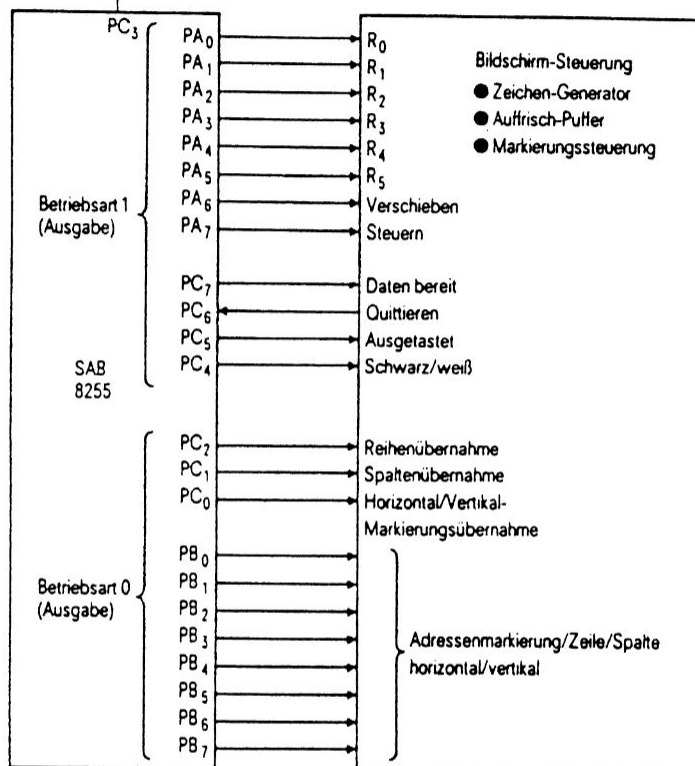 PC3
PA0 R0
PA1 R1
PA2 R2
PA3 R3
PA4 R4
PA5 R5
PA6 Verschieben
PA7 Steuern
Bildschirm-Steuerung
● Zeichen-Generator
● Auffrisch-Puffer
● Markierungssteuerung
Betriebsart 1
(Ausgabe)
PC7 Daten bereit
PC6 Quittieren
PC5 Ausgetastet
PC4 Schwarz/weiß
SAB
8255
PC2 Reihenübernahme
PC1 Spaltenübernahme
PC0 Horizontal/Vertikal-
Markierungsübernahme
Betriebsart 0
(Ausgabe)
PB0
PB1
PB2
PB3
PB4
PB5
PB6
PB7
Adressenmarkierung/Zeile/Spalte
horizontal/vertikal